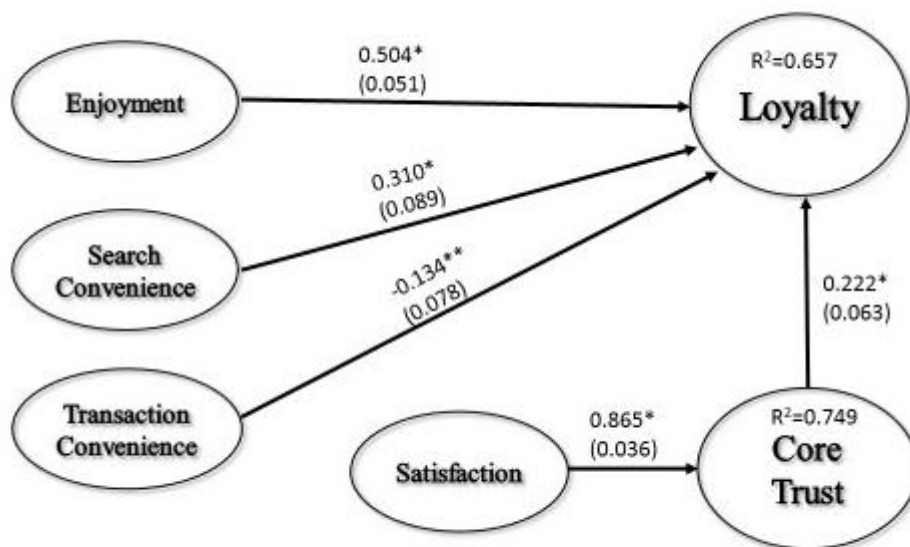 0.504*
(0.051)
Enjoyment
R²=0.657
Loyalty
0.310*
(0.089)
Search
Convenience
-0.134**
(0.078)
0.222*
(0.063)
Transaction
Convenience
Satisfaction
0.865*
(0.036)
R²=0.749
Core
Trust